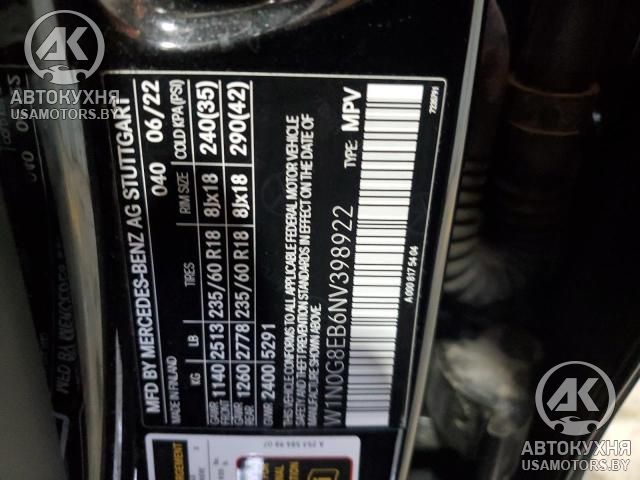 AK
АВТОКУХНЯ
USAMOTORS.BY
MFD BY MERCEDES-BENZ AG STUTTGART
MADE IN FINLAND
040 06/22
KG LB TIRES RIM SIZE COLD KPA(PSI)
GWR FRONT 1140 2513 235/60 R18 8Jx18 240(35)
GWR REAR 1260 2778 235/60 R18 8Jx18 290(42)
GVWR 2400 5291
THIS VEHICLE CONFORMS TO ALL APPLICABLE FEDERAL MOTOR VEHICLE
SAFETY AND THEFT PREVENTION STANDARDS IN EFFECT ON THE DATE OF
MANUFACTURE SHOWN ABOVE.
W1N0G8EB6NV398922 TYPE: MPV
A 000 817 54 04
AK
АВТОКУХНЯ
USAMOTORS.BY